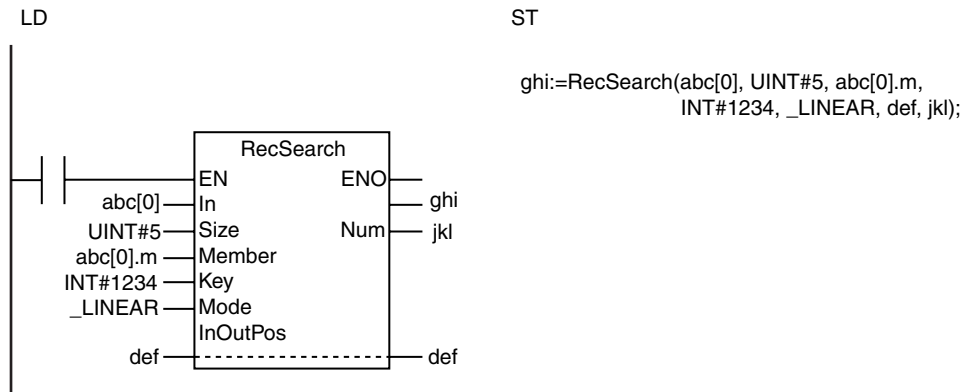 LD
ST
ghi:=RecSearch(abc[0], UINT#5, abc[0].m,
INT#1234, _LINEAR, def, jkl);
RecSearch
EN ENO
abc[0] In ghi
UINT#5 Size Num jkl
abc[0].m Member
INT#1234 Key
_LINEAR Mode
InOutPos
def def